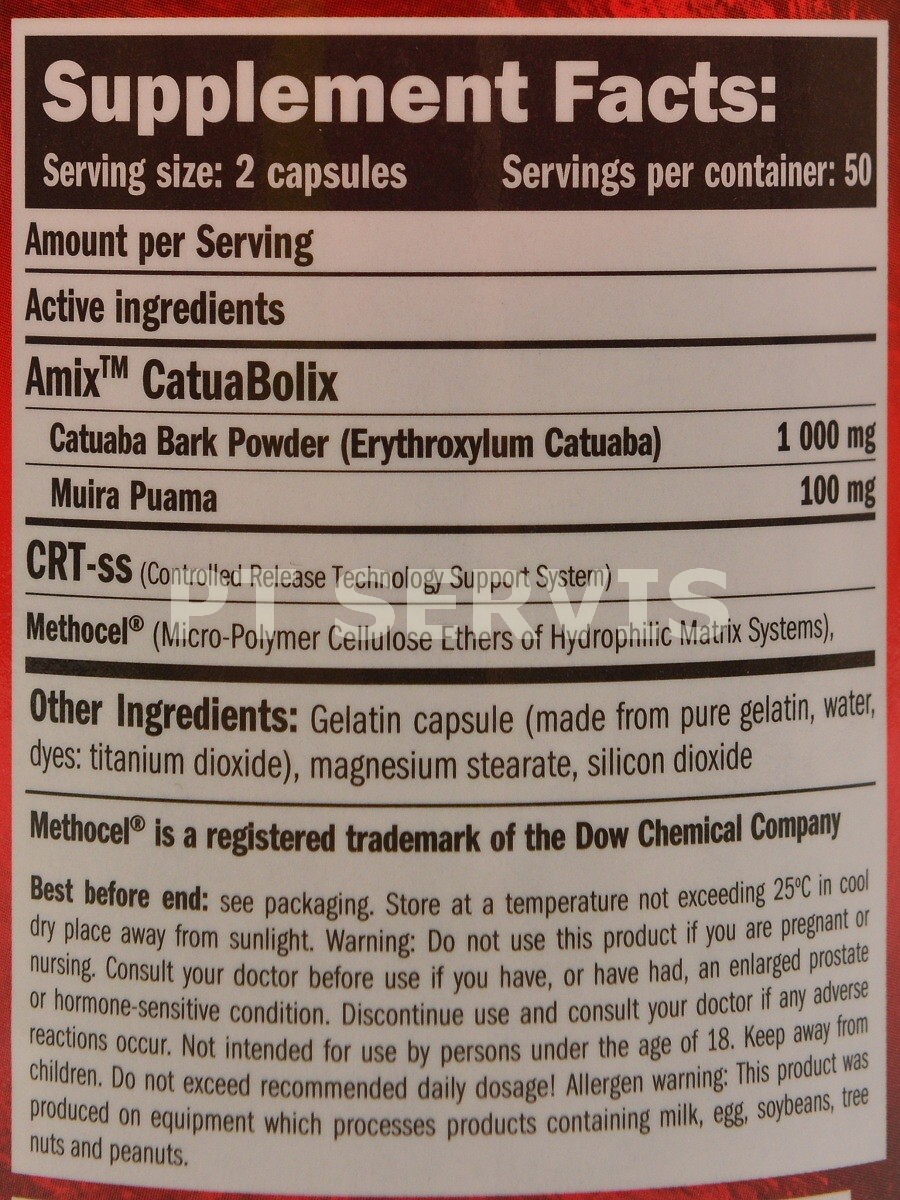 Supplement Facts:
Serving size: 2 capsules Servings per container: 50
Amount per Serving
Active ingredients
Amix™ CatuaBolix
Catuaba Bark Powder (Erythroxylum Catuaba) 1 000 mg
Muira Puama 100 mg
CRT-ss (Controlled Release Technology Support System)
PT SERVIS
Methocel® (Micro-Polymer Cellulose Ethers of Hydrophilic Matrix Systems),
Other Ingredients: Gelatin capsule (made from pure gelatin, water,
dyes: titanium dioxide), magnesium stearate, silicon dioxide
Methocel® is a registered trademark of the Dow Chemical Company
Best before end: see packaging. Store at a temperature not exceeding 25ºC in cool
dry place away from sunlight. Warning: Do not use this product if you are pregnant or
nursing. Consult your doctor before use if you have, or have had, an enlarged prostate
or hormone-sensitive condition. Discontinue use and consult your doctor if any adverse
reactions occur. Not intended for use by persons under the age of 18. Keep away from
children. Do not exceed recommended daily dosage! Allergen warning: This product was
produced on equipment which processes products containing milk, egg, soybeans, tree
nuts and peanuts.